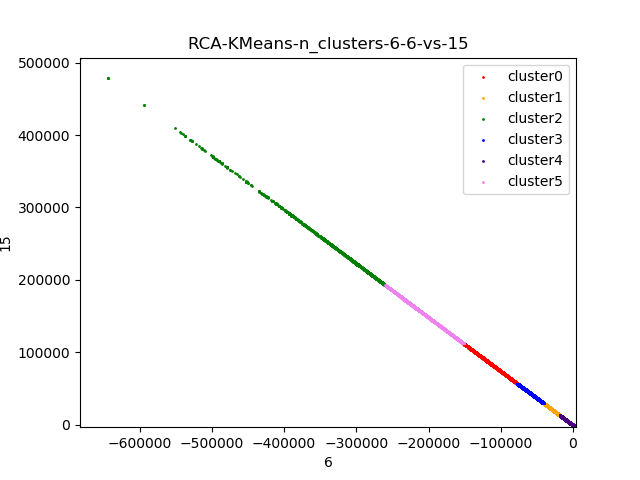 RCA-KMeans-n_clusters-6-6-vs-15
500000
400000
300000
200000
100000
0
15
cluster0
cluster1
cluster2
cluster3
cluster4
cluster5
−600000 −500000 −400000 −300000 −200000 −100000 0
6